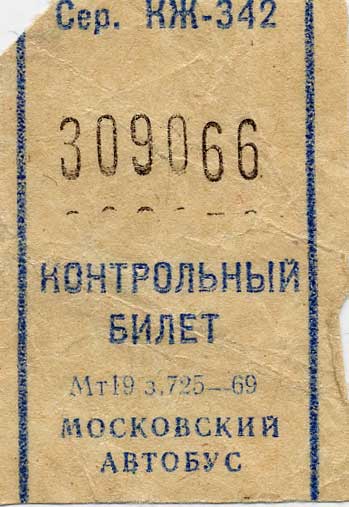 Сер. КЖ-342
309066
КОНТРОЛЬНЫЙ
БИЛЕТ
Мт19 з.725—69
МОСКОВСКИЙ
АВТОБУС